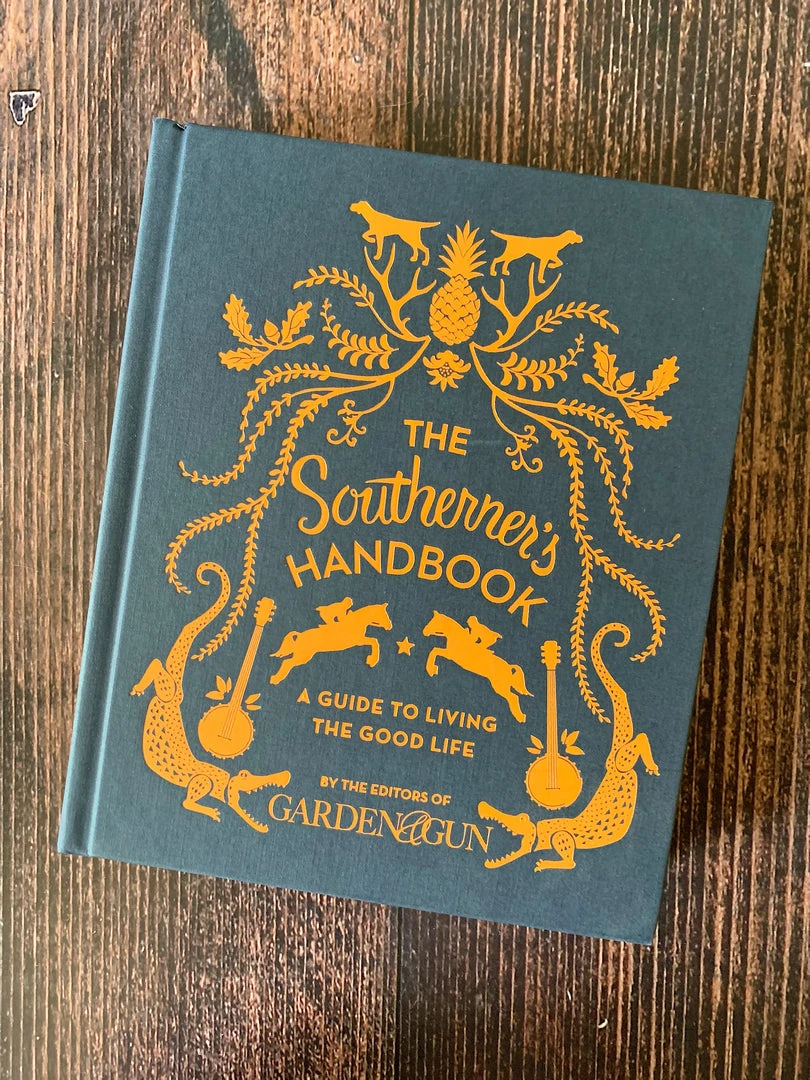 THE
Southerner's
HANDBOOK
A GUIDE TO LIVING
THE GOOD LIFE
BY THE EDITORS OF
GARDEN&GUN